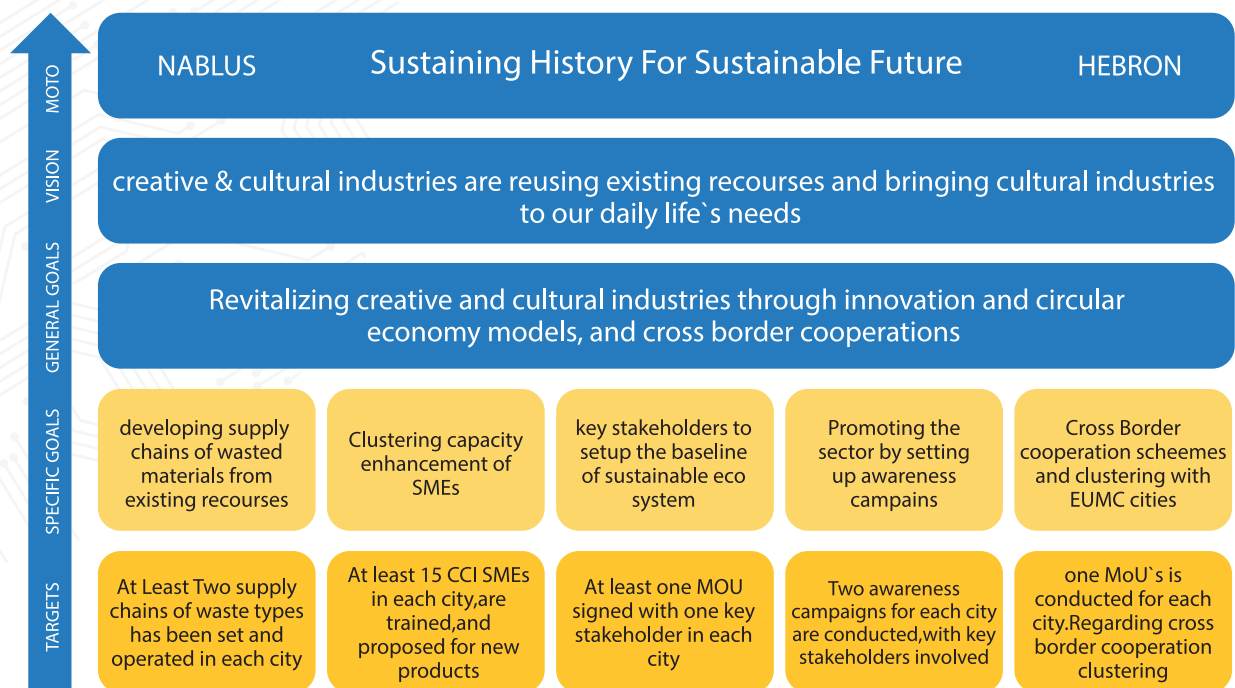 MOTO
NABLUS
Sustaining History For Sustainable Future
HEBRON
VISION
creative & cultural industries are reusing existing recourses and bringing cultural industries
to our daily life`s needs
GENERAL GOALS
Revitalizing creative and cultural industries through innovation and circular
economy models, and cross border cooperations
SPECIFIC GOALS
developing supply
chains of wasted
materials from
existing recourses
Clustering capacity
enhancement of
SMEs
key stakeholders to
setup the baseline
of sustainable eco
system
Promoting the
sector by setting
up awareness
campains
Cross Border
cooperation scheemes
and clustering with
EUMC cities
TARGETS
At Least Two supply
chains of waste types
has been set and
operated in each city
At least 15 CCI SMEs
in each city,are
trained,and
proposed for new
products
At least one MOU
signed with one key
stakeholder in each
city
Two awareness
campaigns for each city
are conducted,with key
stakeholders involved
one MoU`s is
conducted for each
city.Regarding cross
border cooperation
clustering